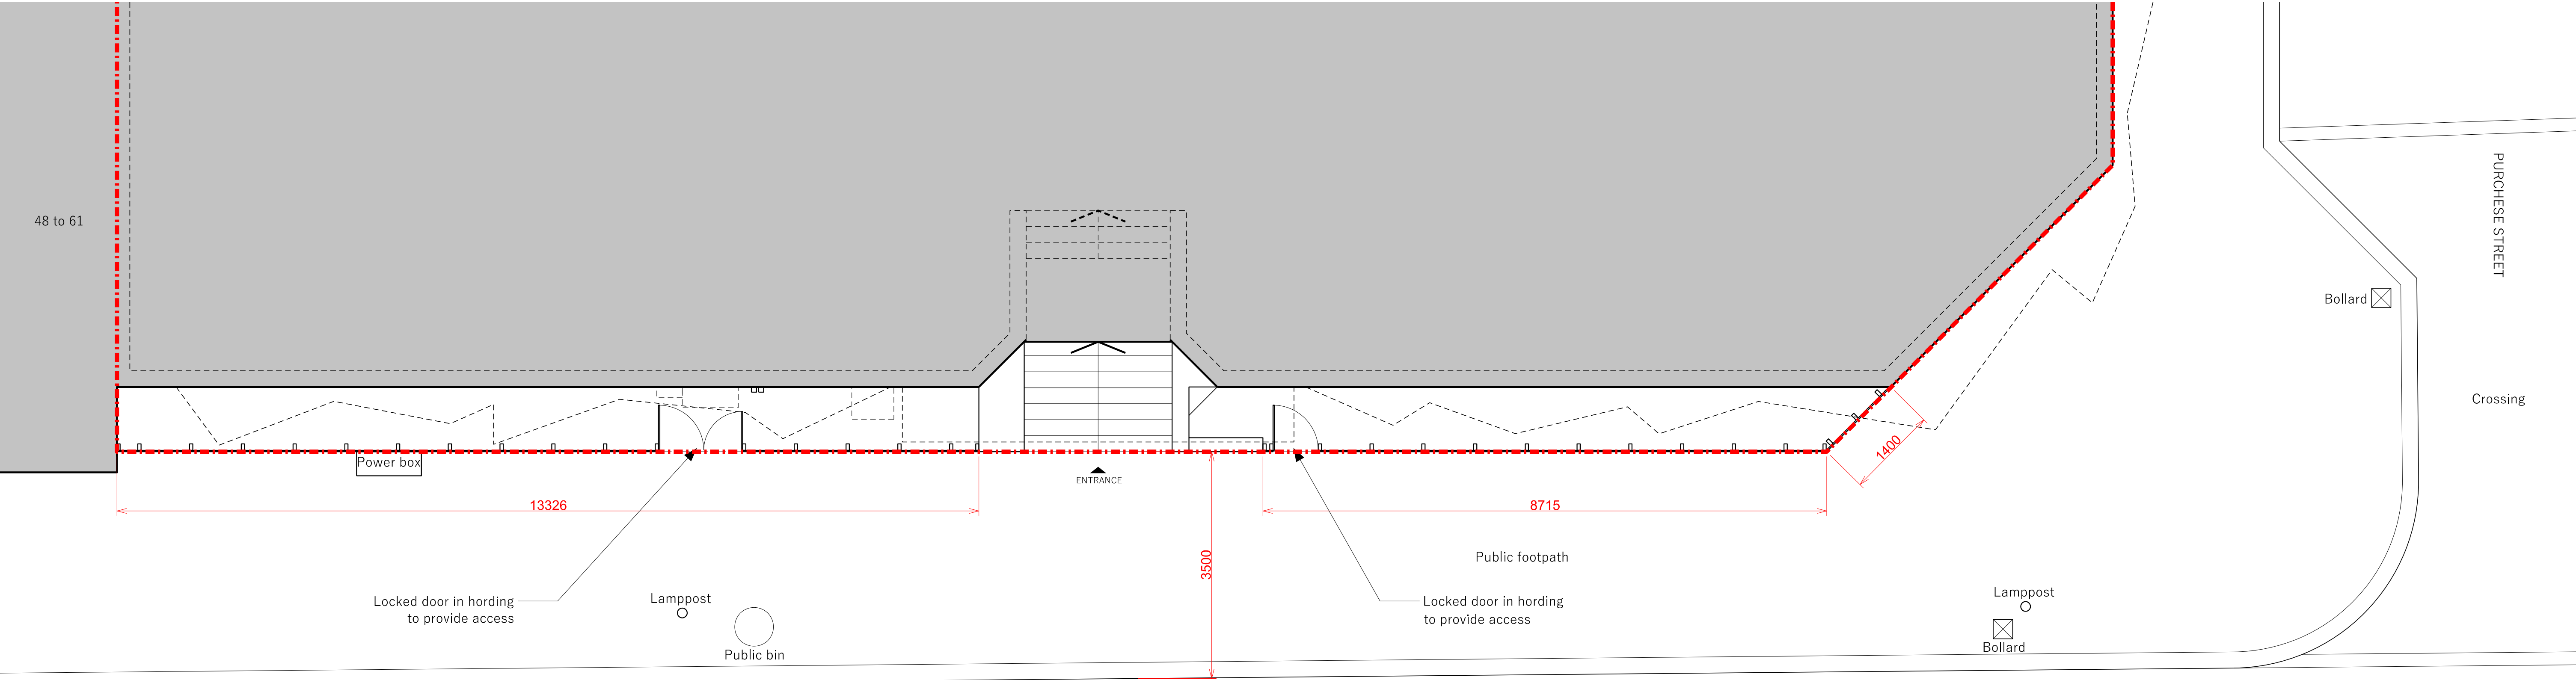 48 to 61
PURCHESE STREET
Bollard
Crossing
1400
Power box
ENTRANCE
13326
8715
3500
Public footpath
Locked door in hording
to provide access
Lamppost
Public bin
Locked door in hording
to provide access
Lamppost
Bollard